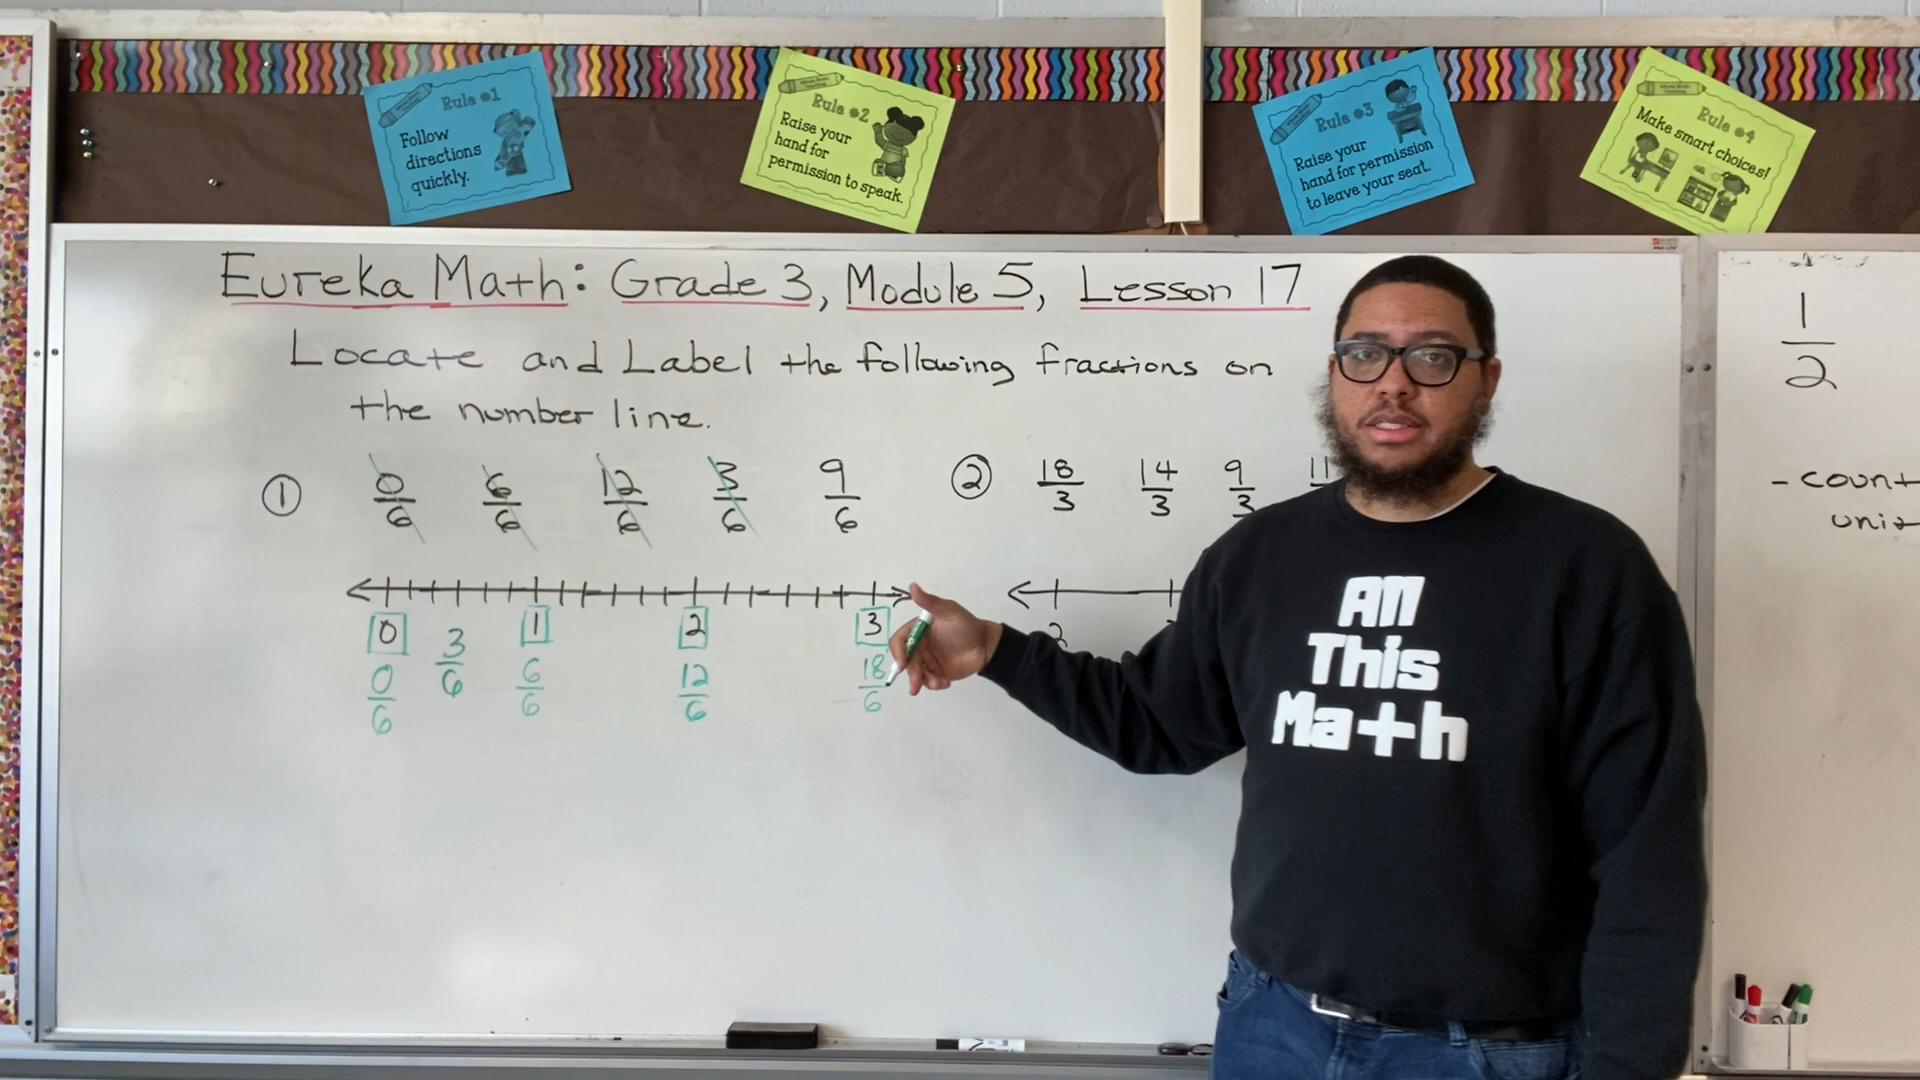 Rule #1
Follow
directions
quickly.
Rule #2
Raise your
hand for
permission to speak.
Rule #3
Raise your
hand for permission
to leave your seat.
Rule #4
Make smart choices!
Eureka Math: Grade 3, Module 5, Lesson 17
Locate and Label the following fractions on
the number line.
① 0/6 6/6 12/6 3/6 9/6
0 1 2 3
0/6 3/6 6/6 12/6 18/6
② 18/3 14/3 9/3 11
2
1/2
- count
All
This
Math